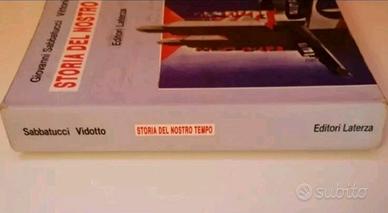 Giovanni Sabbatucci Vittorio
STORIA DEL NOSTRO
Editori Laterza
Sabbatucci Vidotto STORIA DEL NOSTRO TEMPO Editori Laterza
subito